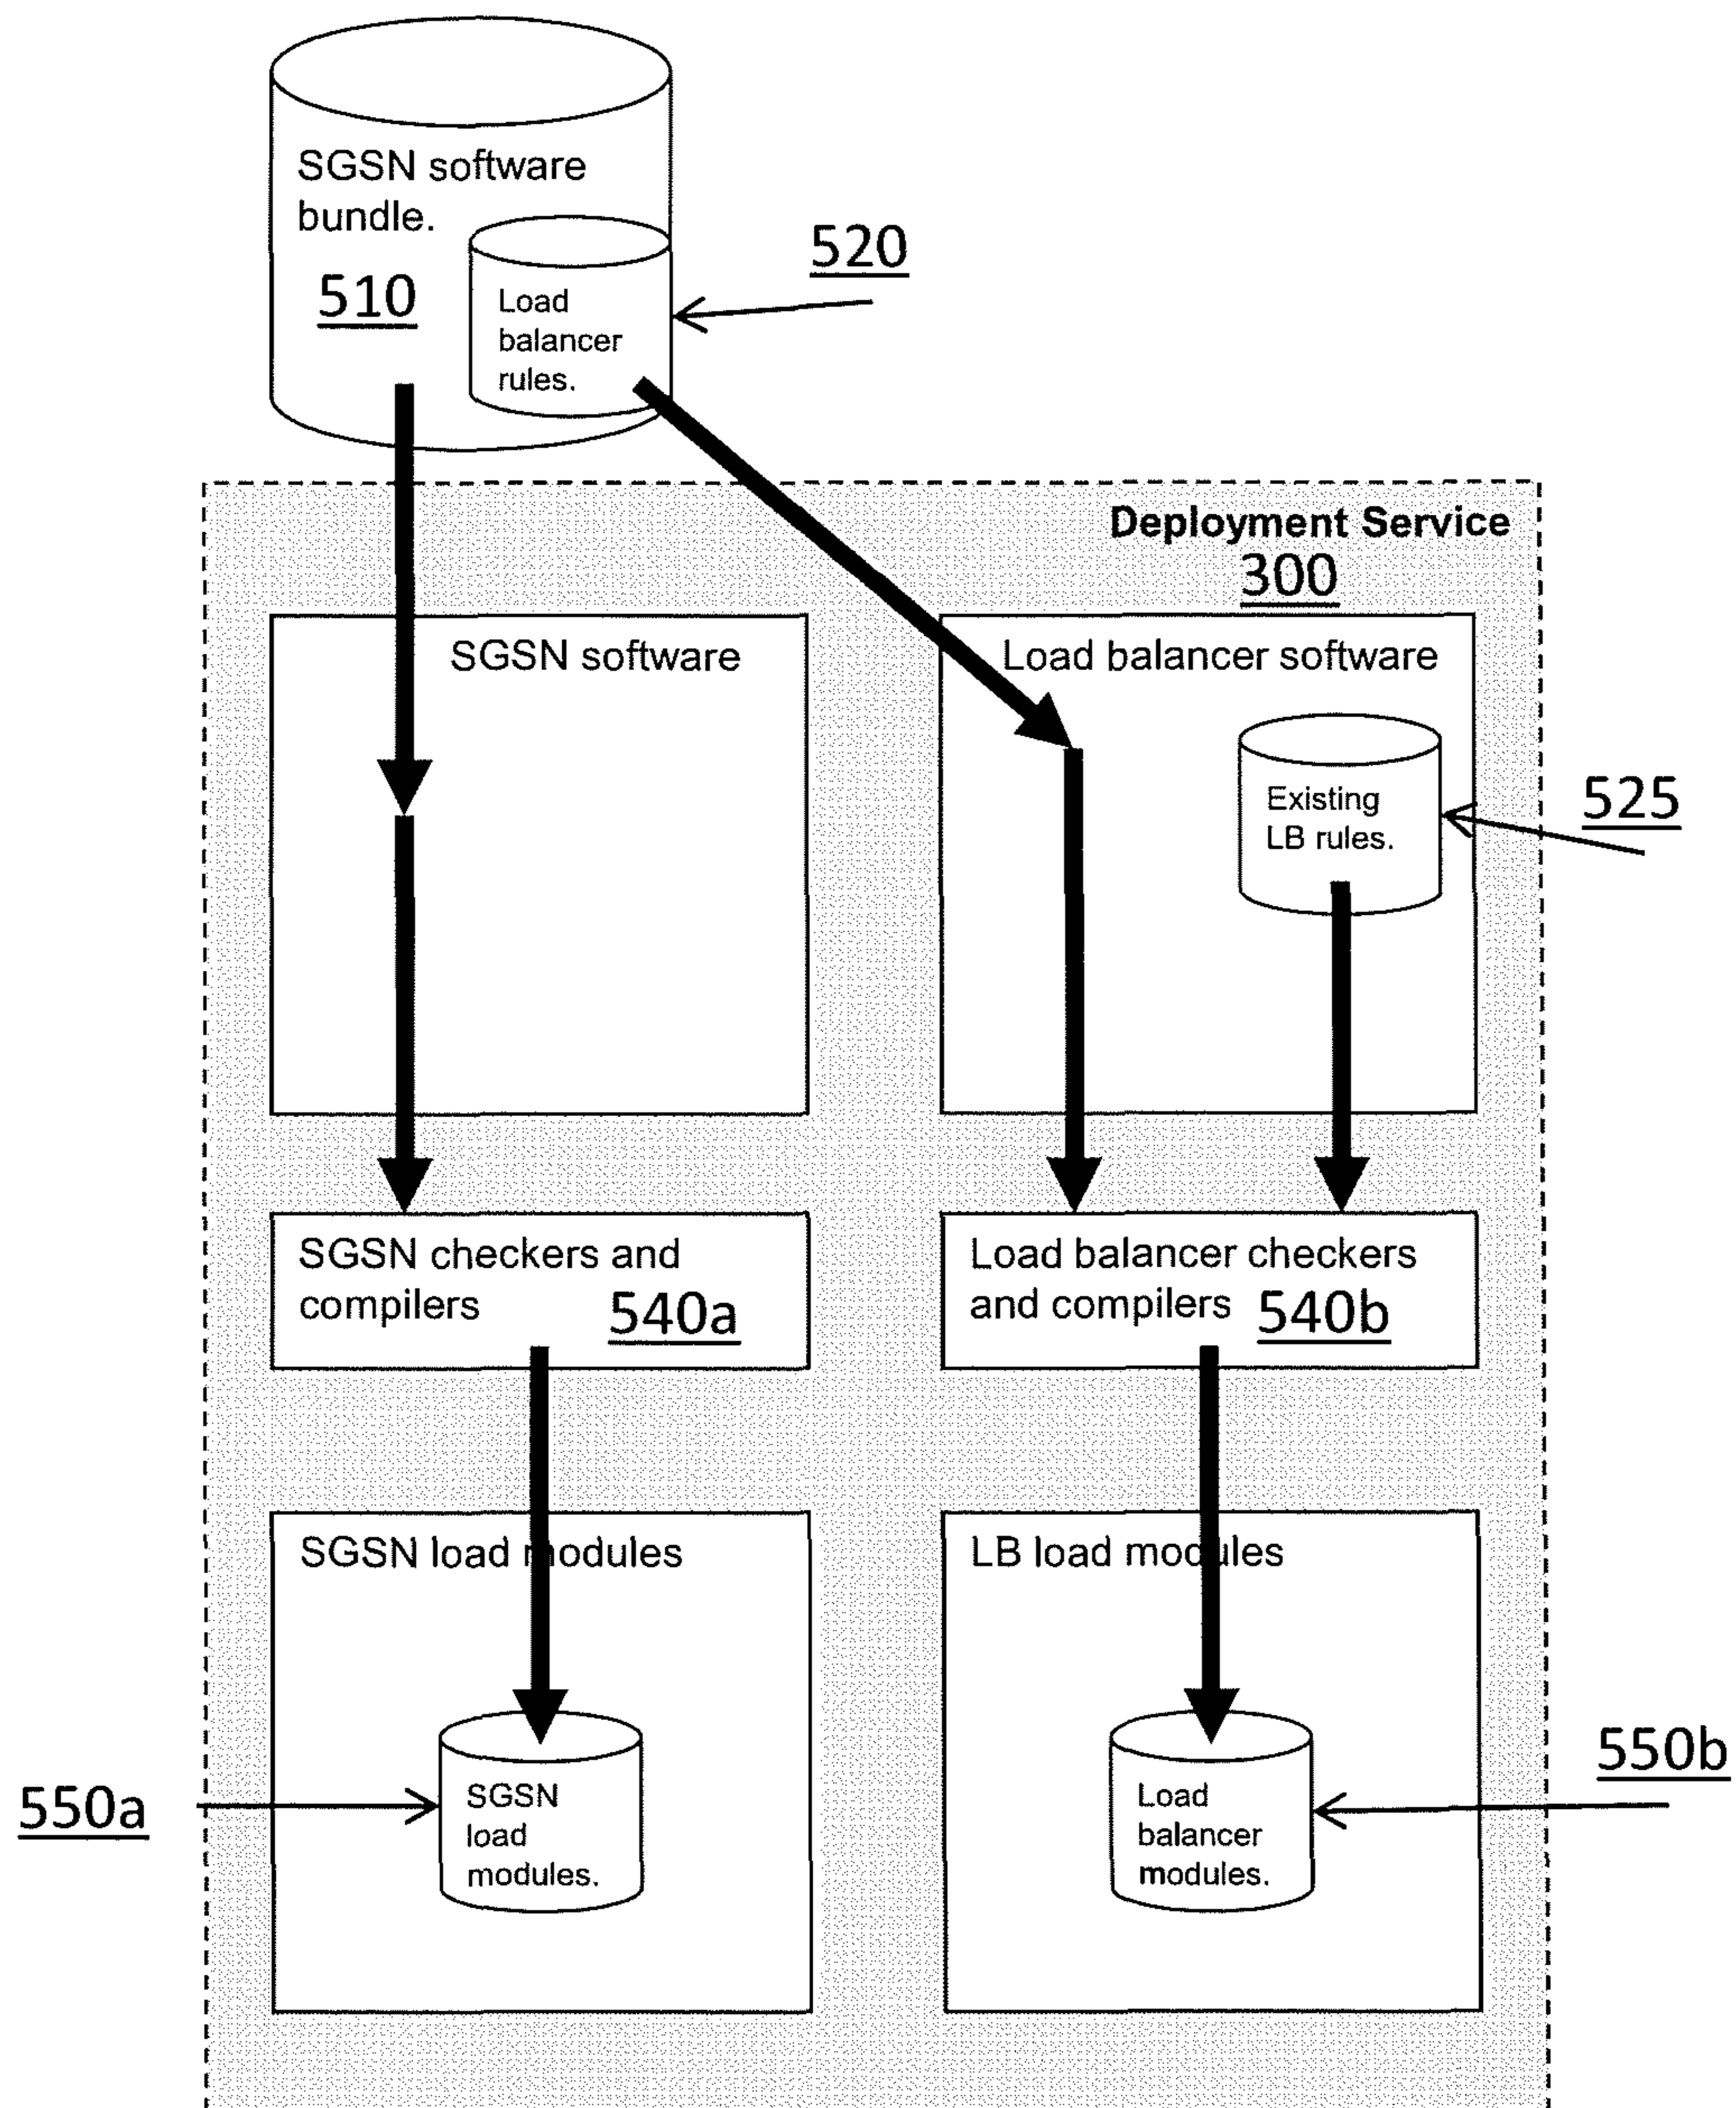 SGSN software
bundle.
510
520
Load
balancer
rules.
Deployment Service
300
SGSN software
Load balancer software
Existing
LB rules.
525
SGSN checkers and
compilers 540a
Load balancer checkers
and compilers 540b
SGSN load modules
LB load modules
550a
SGSN
load
modules.
Load
balancer
modules.
550b